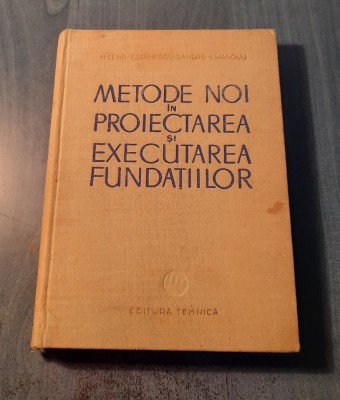 METODE NOI
ÎN
PROIECTAREA
ȘI
EXECUTAREA
FUNDAȚIILOR
EDITURA TEHNICA